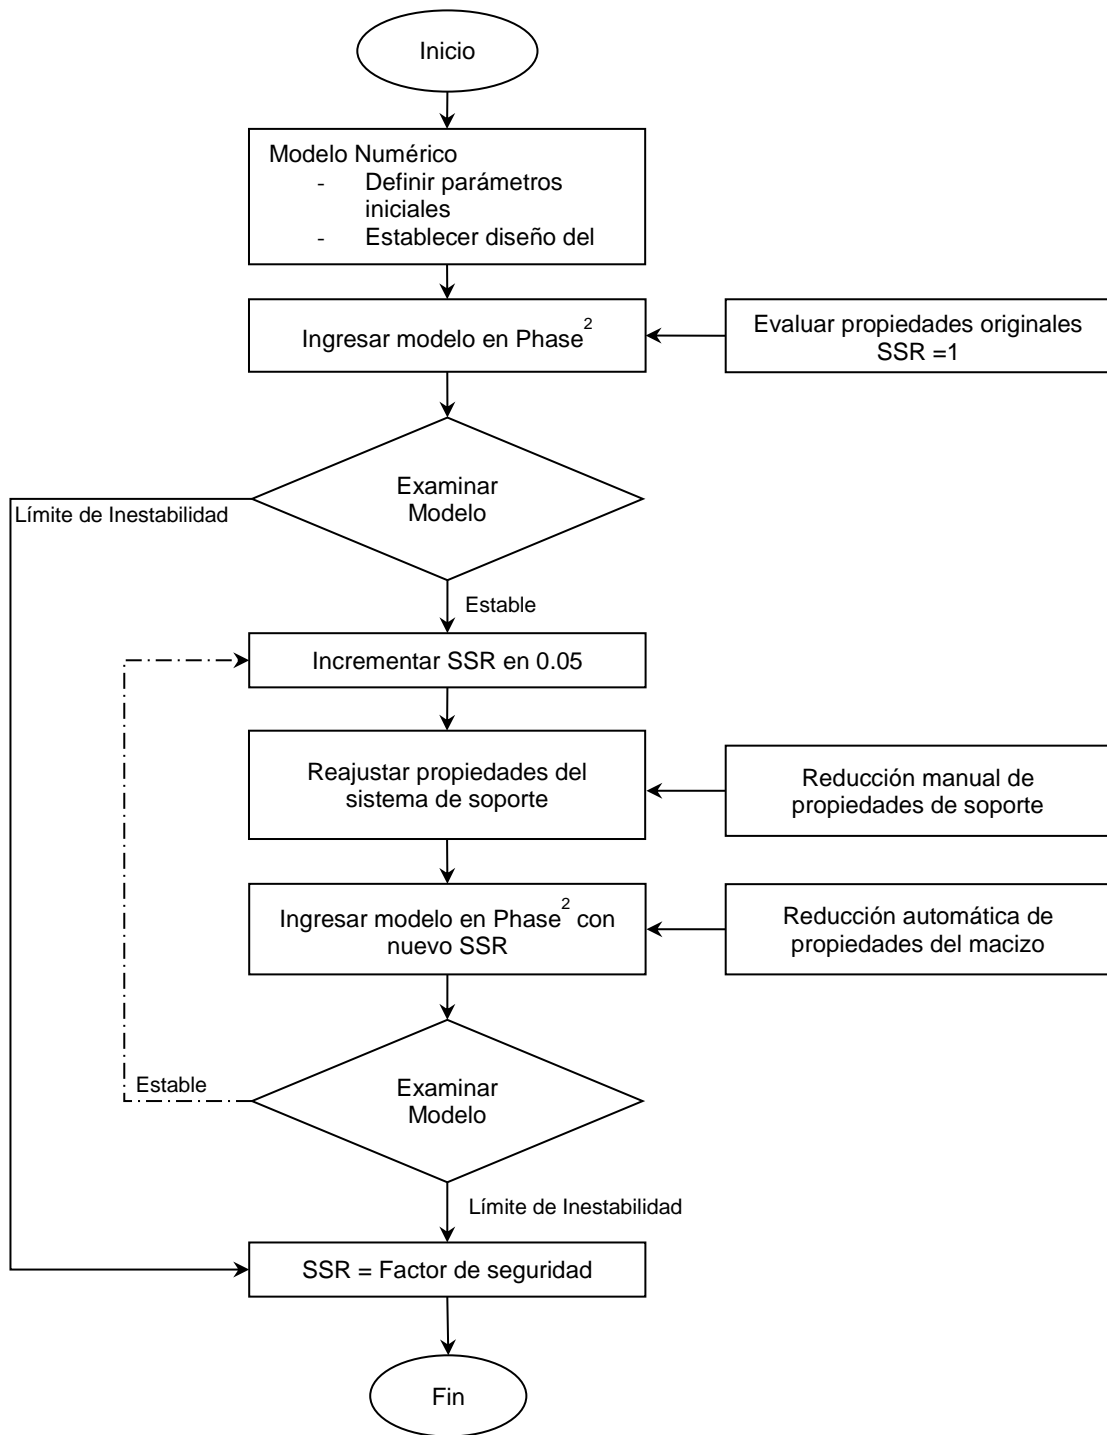 Inicio
Modelo Numérico
- Definir parámetros
iniciales
- Establecer diseño del
Ingresar modelo en Phase²
Evaluar propiedades originales
SSR =1
Examinar
Modelo
Límite de Inestabilidad
Estable
Incrementar SSR en 0.05
Reajustar propiedades del
sistema de soporte
Reducción manual de
propiedades de soporte
Ingresar modelo en Phase² con
nuevo SSR
Reducción automática de
propiedades del macizo
Examinar
Modelo
Estable
Límite de Inestabilidad
SSR = Factor de seguridad
Fin